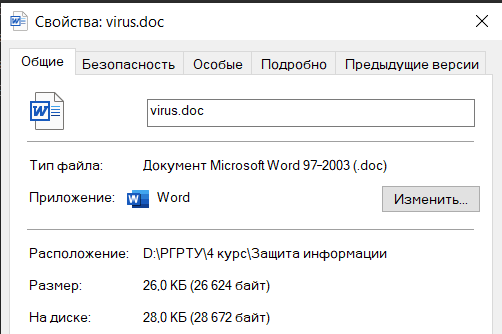 Свойства: virus.doc
Общие Безопасность Особые Подробно Предыдущие версии
virus.doc
Тип файла: Документ Microsoft Word 97-2003 (.doc)
Приложение: Word Изменить...
Расположение: D:\РГРТУ\4 курс\Защита информации
Размер: 26,0 КБ (26 624 байт)
На диске: 28,0 КБ (28 672 байт)